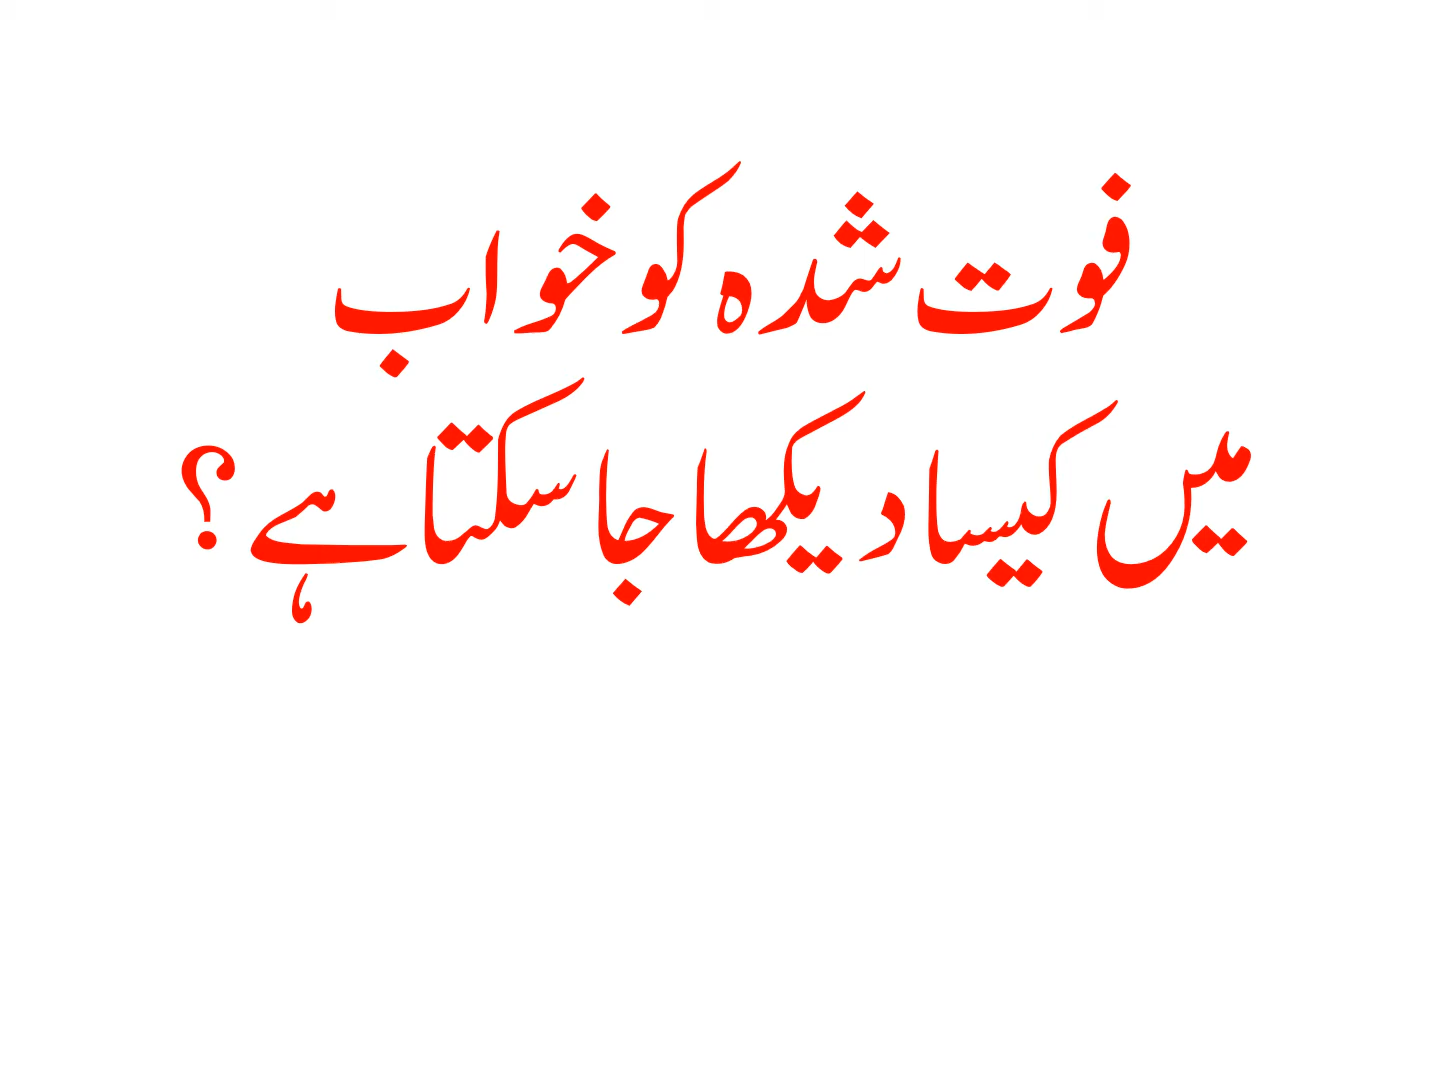 فوت شدہ کو خواب
میں کیسا دیکھا جا سکتا ہے؟